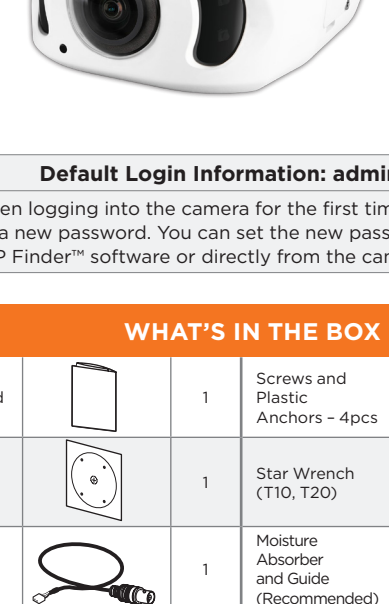 Default Login Information: admin
en logging into the camera for the first tim
a new password. You can set the new pass
P Finder™ software or directly from the car
WHAT'S IN THE BOX
d
1
Screws and
Plastic
Anchors – 4pcs
1
Star Wrench
(T10, T20)
1
Moisture
Absorber
and Guide
(Recommended)